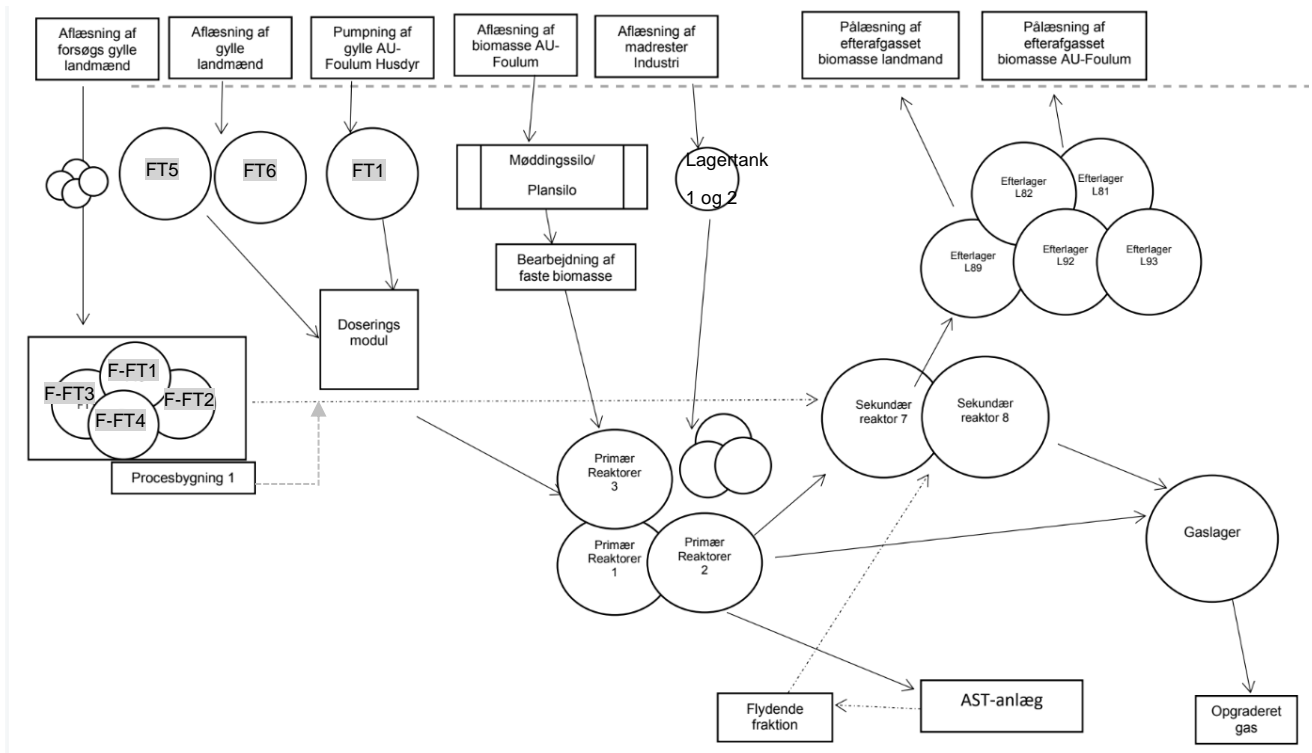 Aflæsning af
forsøgs gylle
landmænd
Aflæsning af
gylle
landmænd
Pumpning af
gylle AU-
Foulum Husdyr
Aflæsning af
biomasse AU-
Foulum
Aflæsning af
madrester
Industri
Pålæsning af
efterafgasset
biomasse landmand
Pålæsning af
efterafgasset
biomasse AU-Foulum
FT5
FT6
FT1
Møddingssilo/
Plansilo
Lagertank
1 og 2
Efterlager
L82
Efterlager
L81
Efterlager
L89
Efterlager
L92
Efterlager
L93
Bearbejdning af
faste biomasse
Doserings
modul
F-FT1
F-FT3
F-FT2
F-FT4
Procesbygning 1
Sekundær
reaktor 7
Sekundær
reaktor 8
Primær
Reaktorer
3
Primær
Reaktorer
1
Primær
Reaktorer
2
Gaslager
Flydende
fraktion
AST-anlæg
Opgraderet
gas